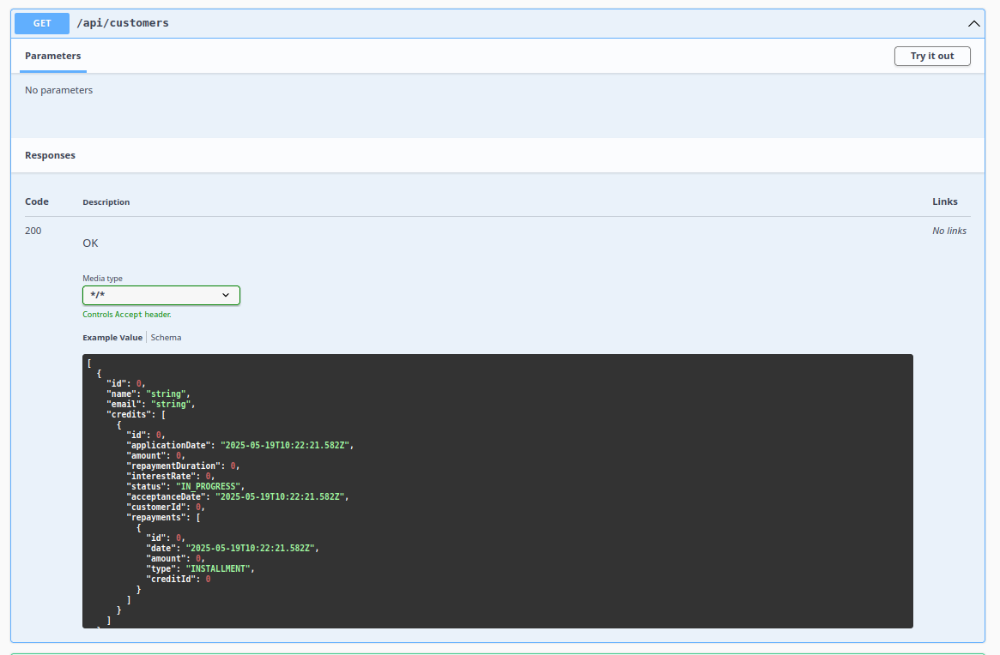 GET /api/customers
Parameters
Try it out
No parameters
Responses
Code Description Links
200 No links
OK
Media type
*/*
Controls Accept header.
Example Value Schema
[
{
"id": 0,
"name": "string",
"email": "string",
"credits": [
{
"id": 0,
"applicationDate": "2025-05-19T10:22:21.582Z",
"amount": 0,
"repaymentDuration": 0,
"interestRate": 0,
"status": "IN_PROGRESS",
"acceptanceDate": "2025-05-19T10:22:21.582Z",
"customerId": 0,
"repayments": [
{
"id": 0,
"date": "2025-05-19T10:22:21.582Z",
"amount": 0,
"type": "INSTALLMENT",
"creditId": 0
}
]
}
]